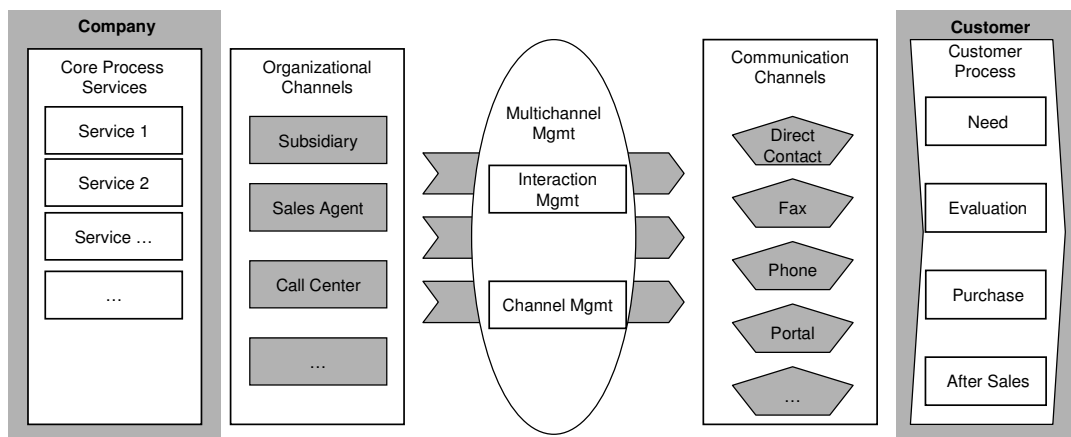 Company
Core Process
Services
Service 1
Service 2
Service …
…
Organizational
Channels
Subsidiary
Sales Agent
Call Center
…
Multichannel
Mgmt
Interaction
Mgmt
Channel Mgmt
Communication
Channels
Direct
Contact
Fax
Phone
Portal
…
Customer
Customer
Process
Need
Evaluation
Purchase
After Sales